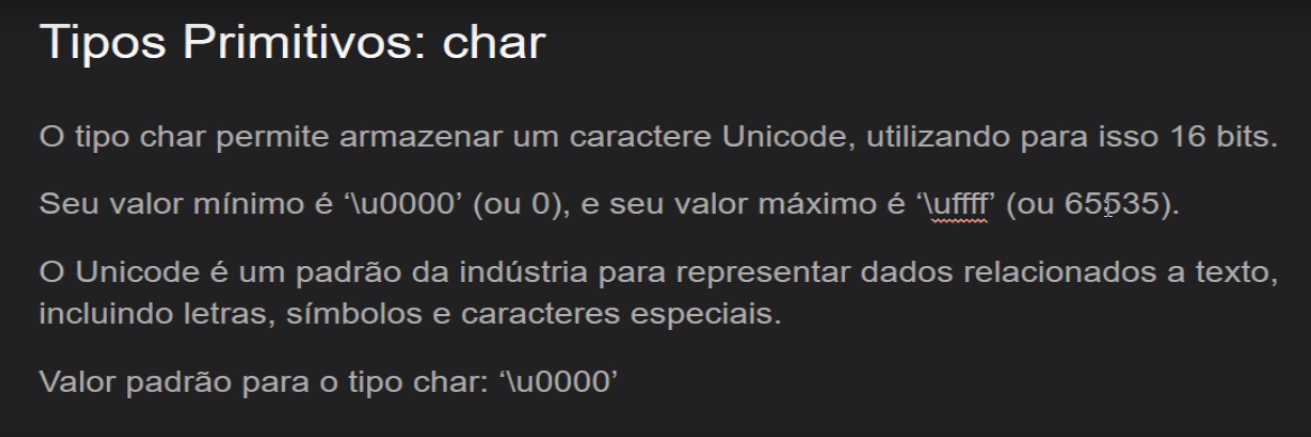 Tipos Primitivos: char
O tipo char permite armazenar um caractere Unicode, utilizando para isso 16 bits.
Seu valor mínimo é ‘\u0000’ (ou 0), e seu valor máximo é ‘\uffff’ (ou 65535).
O Unicode é um padrão da indústria para representar dados relacionados a texto,
incluindo letras, símbolos e caracteres especiais.
Valor padrão para o tipo char: ‘\u0000’